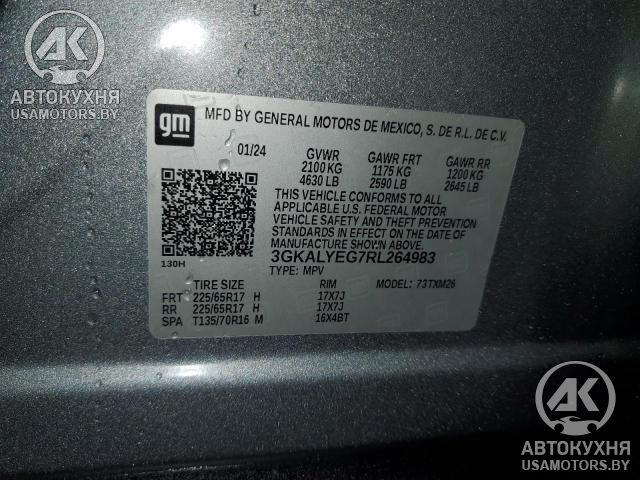 AK
АВТОКУХНЯ
USAMOTORS.BY
gm
MFD BY GENERAL MOTORS DE MEXICO, S. DE R.L. DE C.V.
01/24 GVWR GAWR FRT GAWR RR
2100 KG 1175 KG 1200 KG
4630 LB 2590 LB 2645 LB
THIS VEHICLE CONFORMS TO ALL
APPLICABLE U.S. FEDERAL MOTOR
VEHICLE SAFETY AND THEFT PREVENTION
STANDARDS IN EFFECT ON THE DATE OF
MANUFACTURE SHOWN ABOVE.
130H 3GKALYEG7RL264983
TYPE: MPV MODEL: 73TXM26
TIRE SIZE RIM
FRT 225/65R17 H 17X7J
RR 225/65R17 H 17X7J
SPA T135/70R16 M 16X4BT
AK
АВТОКУХНЯ
USAMOTORS.BY